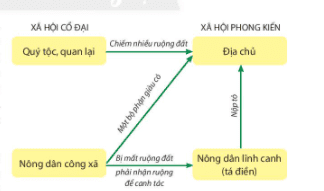 XÃ HỘI CỔ ĐẠI
XÃ HỘI PHONG KIẾN
Quý tộc, quan lại
Chiếm nhiều ruộng đất
Địa chủ
Một bộ phận giàu có
Nộp tô
Nông dân công xã
Bị mất ruộng đất
phải nhận ruộng
để canh tác
Nông dân lĩnh canh
(tá điền)